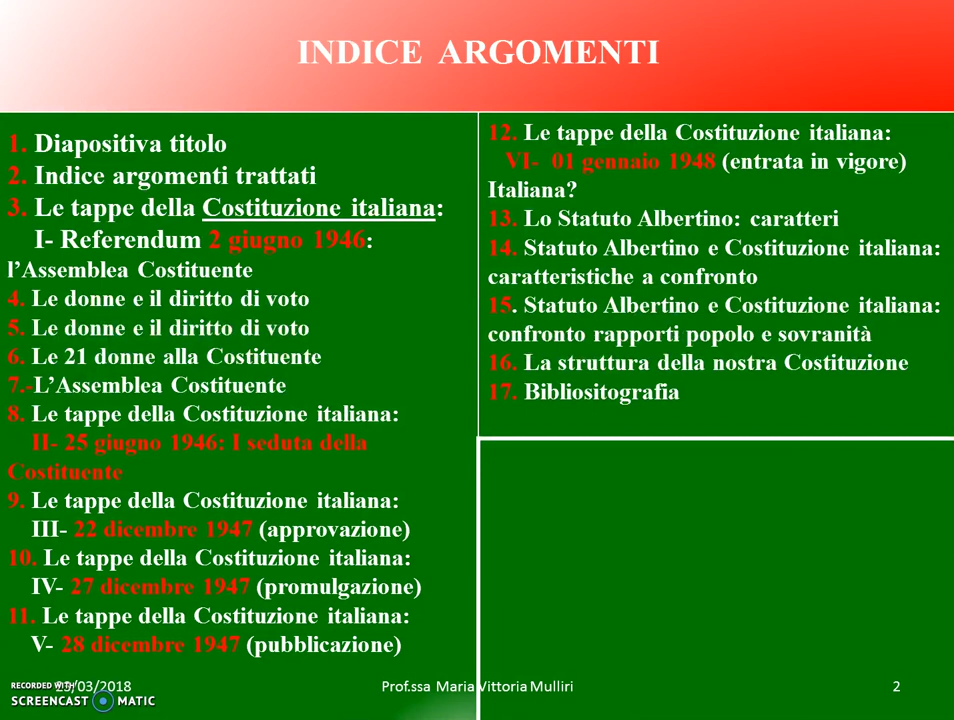 INDICE ARGOMENTI
1. Diapositiva titolo
2. Indice argomenti trattati
3. Le tappe della Costituzione italiana:
I- Referendum 2 giugno 1946:
l’Assemblea Costituente
4. Le donne e il diritto di voto
5. Le donne e il diritto di voto
6. Le 21 donne alla Costituente
7.-L’Assemblea Costituente
8. Le tappe della Costituzione italiana:
II- 25 giugno 1946: I seduta della
Costituente
9. Le tappe della Costituzione italiana:
III- 22 dicembre 1947 (approvazione)
10. Le tappe della Costituzione italiana:
IV- 27 dicembre 1947 (promulgazione)
11. Le tappe della Costituzione italiana:
V- 28 dicembre 1947 (pubblicazione)
12. Le tappe della Costituzione italiana:
VI- 01 gennaio 1948 (entrata in vigore)
Italiana?
13. Lo Statuto Albertino: caratteri
14. Statuto Albertino e Costituzione italiana:
caratteristiche a confronto
15. Statuto Albertino e Costituzione italiana:
confronto rapporti popolo e sovranità
16. La struttura della nostra Costituzione
17. Bibliositografia
23/03/2018
Prof.ssa Maria Vittoria Mulliri
2
RECORDED WITH
SCREENCAST MATIC